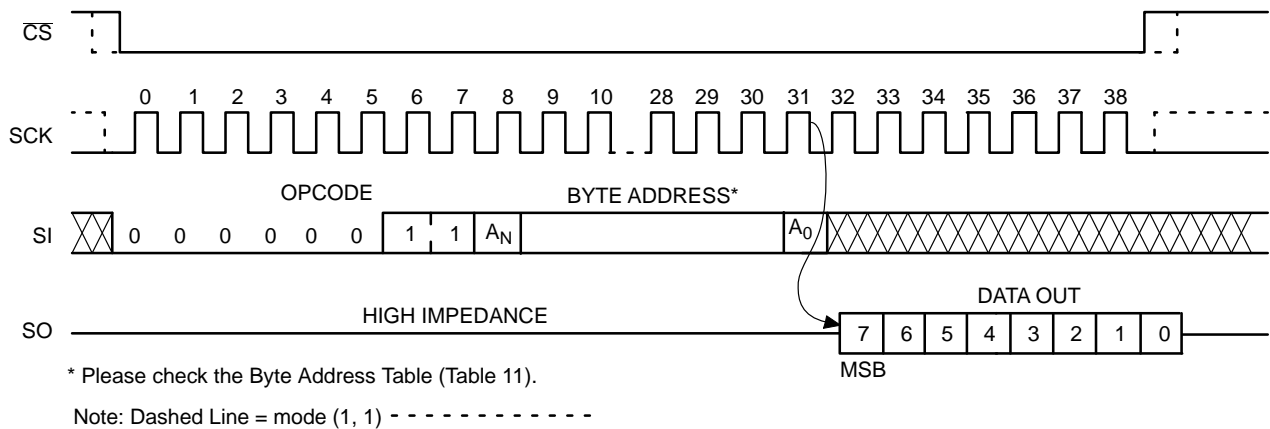 CS
SCK
0 1 2 3 4 5 6 7 8 9 10 28 29 30 31 32 33 34 35 36 37 38
OPCODE
BYTE ADDRESS*
SI
0 0 0 0 0 0 1 1 AN A0
DATA OUT
HIGH IMPEDANCE
SO
7 6 5 4 3 2 1 0
MSB
* Please check the Byte Address Table (Table 11).
Note: Dashed Line = mode (1, 1) - - - - - - - - - - - -